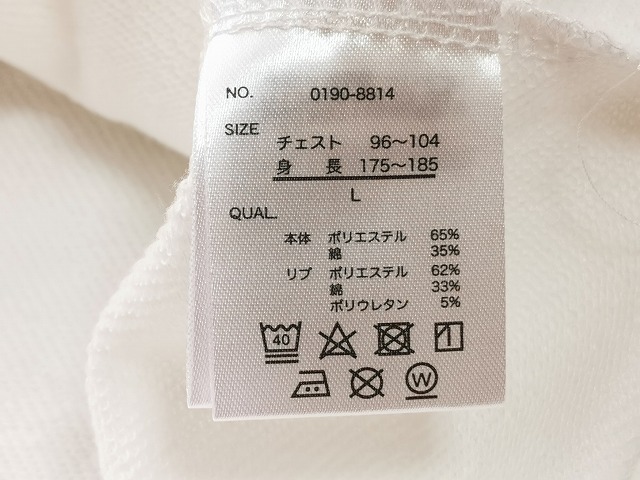 NO. 0190-8814
SIZE
チェスト 96〜104
身 長 175〜185
L
QUAL.
本体 ポリエステル 65%
綿 35%
リブ ポリエステル 62%
綿 33%
ポリウレタン 5%
40
W